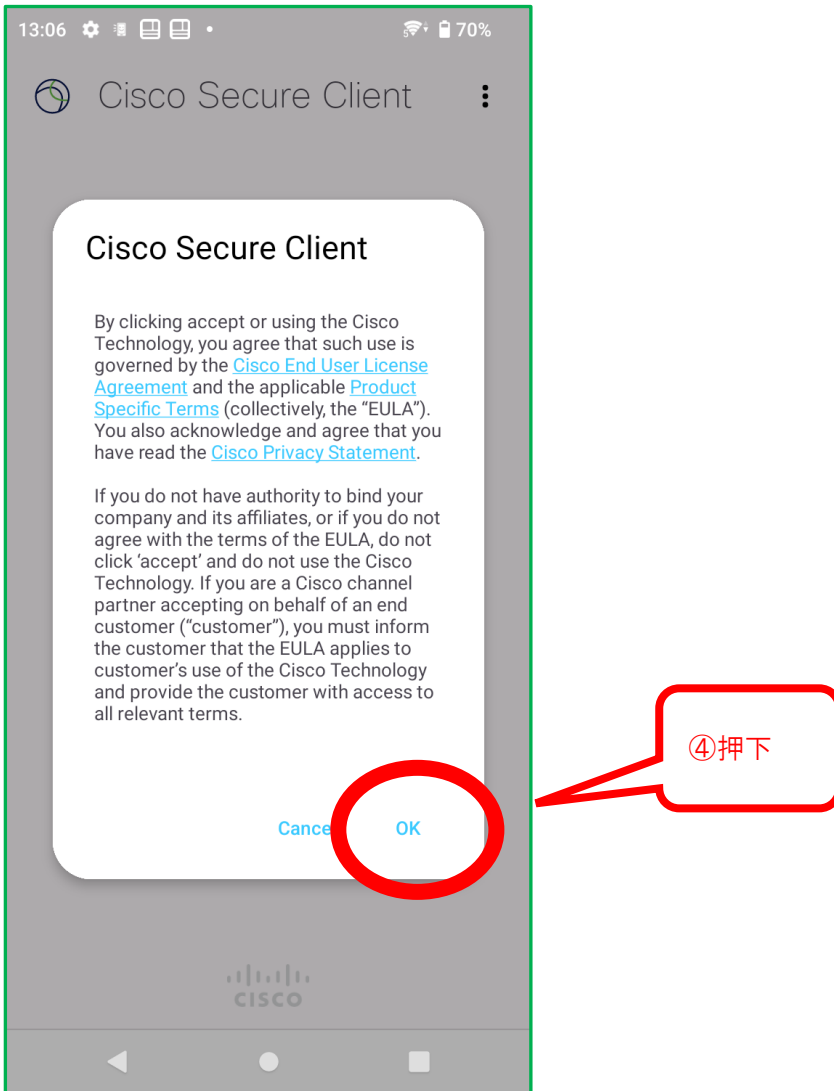 13:06
70%
Cisco Secure Client
Cisco Secure Client
By clicking accept or using the Cisco
Technology, you agree that such use is
governed by the Cisco End User License
Agreement and the applicable Product
Specific Terms (collectively, the “EULA”).
You also acknowledge and agree that you
have read the Cisco Privacy Statement.
If you do not have authority to bind your
company and its affiliates, or if you do not
agree with the terms of the EULA, do not
click ‘accept’ and do not use the Cisco
Technology. If you are a Cisco channel
partner accepting on behalf of an end
customer (“customer”), you must inform
the customer that the EULA applies to
customer’s use of the Cisco Technology
and provide the customer with access to
all relevant terms.
④押下
Cance
OK
CISCO